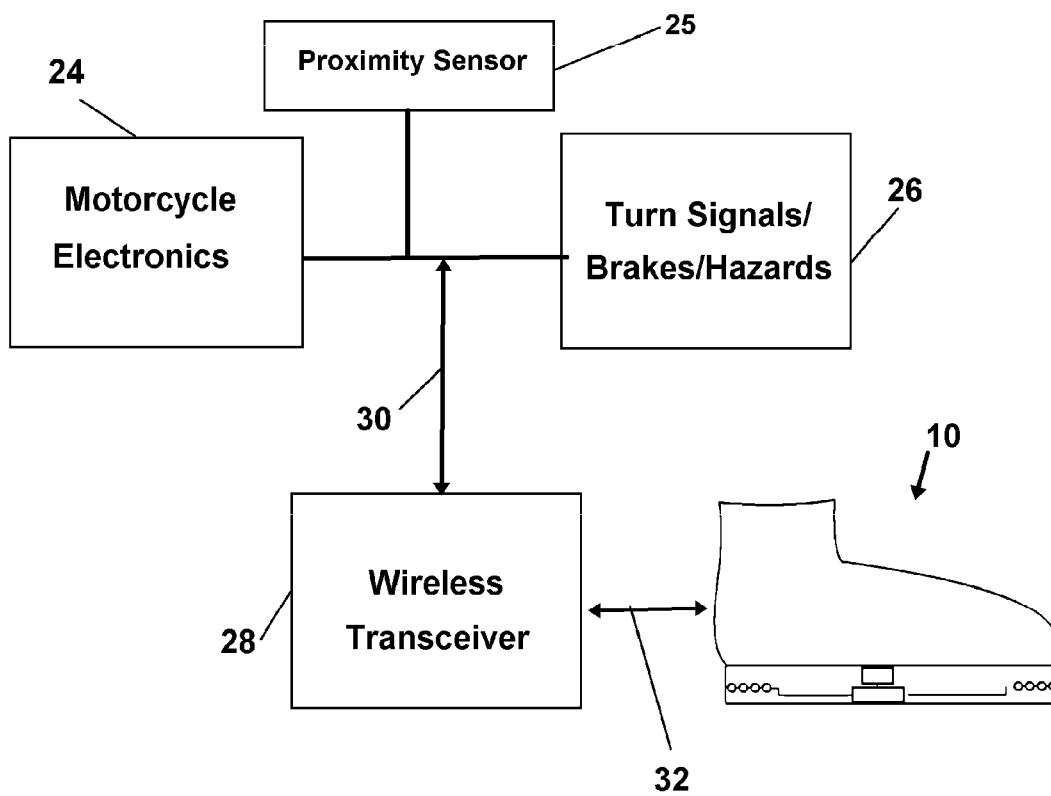 25
Proximity Sensor
24
Motorcycle
Electronics
Turn Signals/
Brakes/Hazards
26
30
10
Wireless
Transceiver
28
32